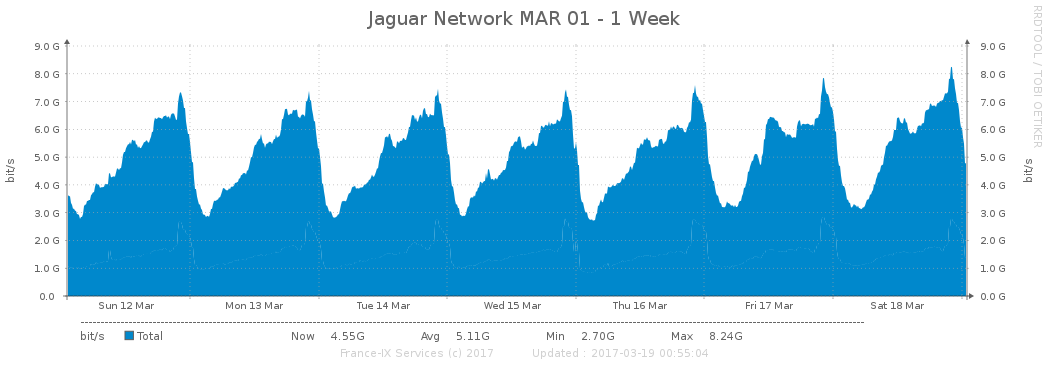 Jaguar Network MAR 01 - 1 Week
RRDTOOL / TOBI OETIKER
bit/s
9.0 G 9.0 G
8.0 G 8.0 G
7.0 G 7.0 G
6.0 G 6.0 G
5.0 G 5.0 G
4.0 G 4.0 G
3.0 G 3.0 G
2.0 G 2.0 G
1.0 G 1.0 G
0.0 0.0 G
bit/s
Sun 12 Mar Mon 13 Mar Tue 14 Mar Wed 15 Mar Thu 16 Mar Fri 17 Mar Sat 18 Mar
bit/s Total Now 4.55G Avg 5.11G Min 2.70G Max 8.24G
France-IX Services (c) 2017 Updated : 2017-03-19 00:55:04